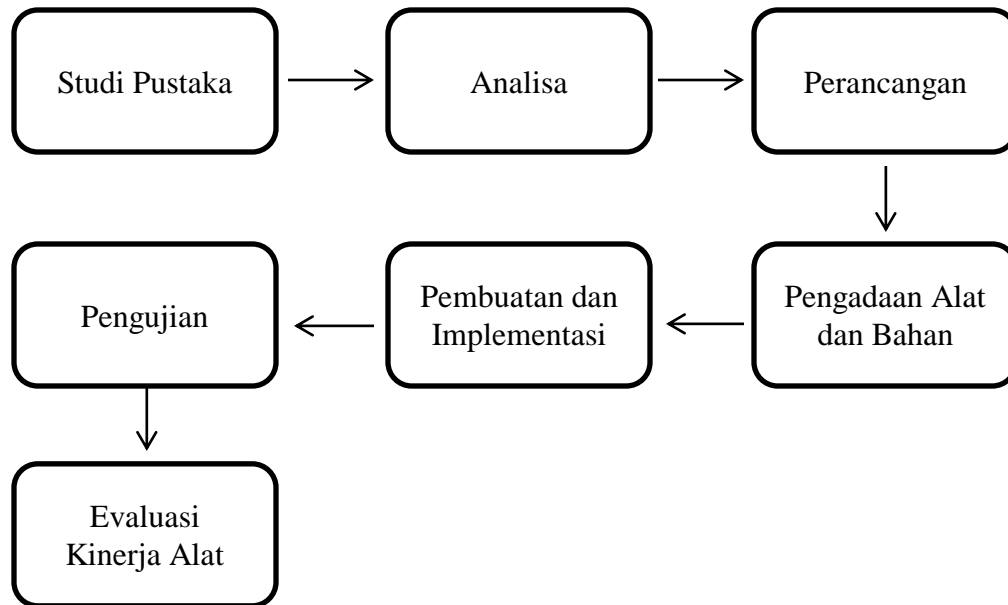 Studi Pustaka
Analisa
Perancangan
Pengadaan Alat
dan Bahan
Pembuatan dan
Implementasi
Pengujian
Evaluasi
Kinerja Alat